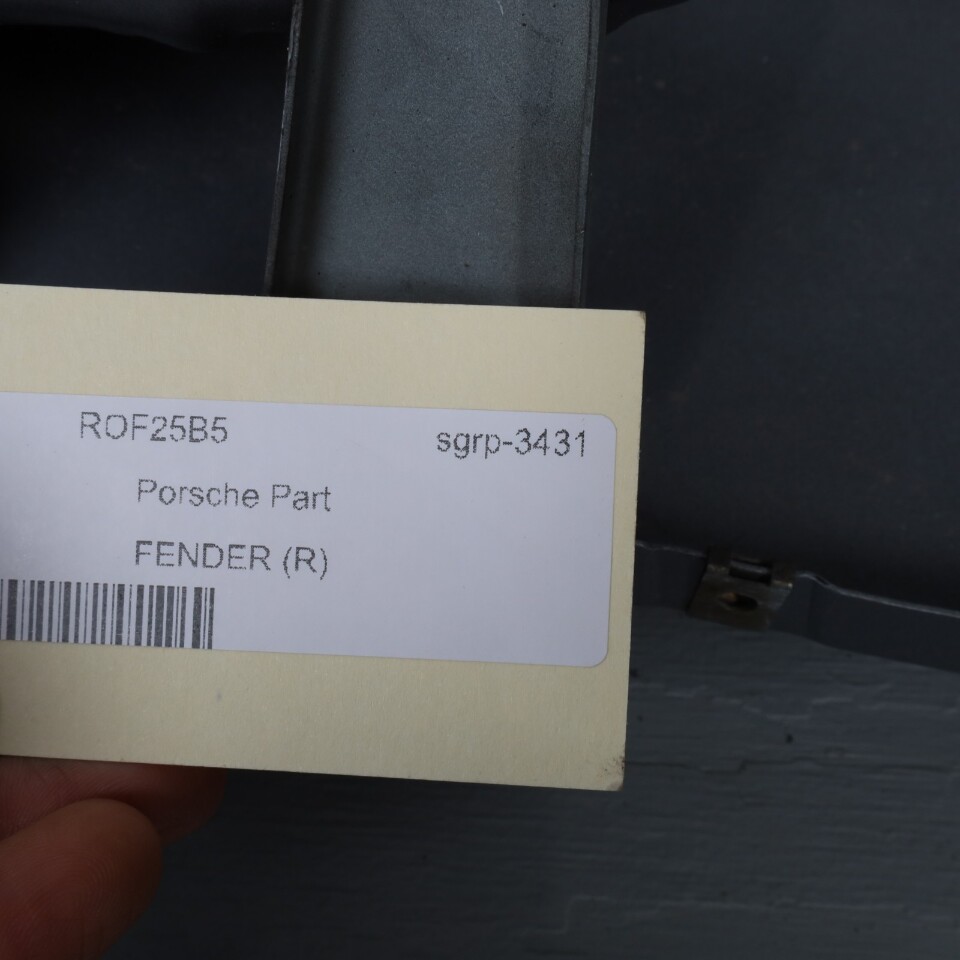 ROF25B5 sgrp-3431
Porsche Part
FENDER (R)